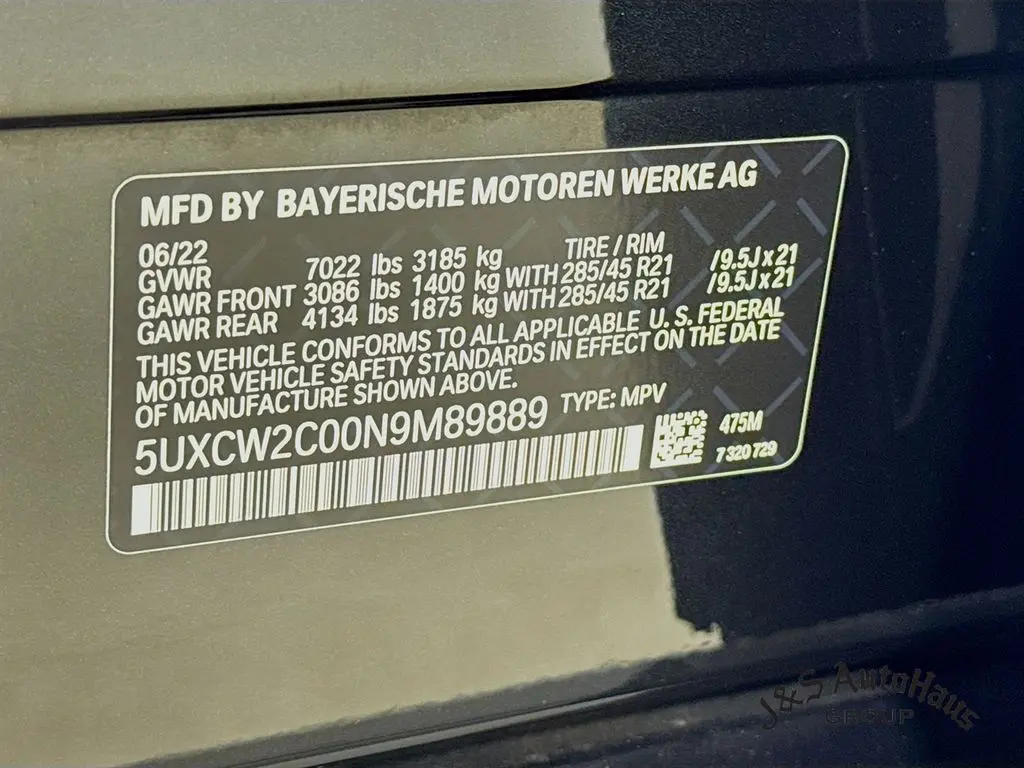 MFD BY BAYERISCHE MOTOREN WERKE AG
06/22 TIRE / RIM
GVWR 7022 lbs 3185 kg
GAWR FRONT 3086 lbs 1400 kg WITH 285/45 R21 /9.5J x 21
GAWR REAR 4134 lbs 1875 kg WITH 285/45 R21 /9.5J x 21
THIS VEHICLE CONFORMS TO ALL APPLICABLE U. S. FEDERAL
MOTOR VEHICLE SAFETY STANDARDS IN EFFECT ON THE DATE
OF MANUFACTURE SHOWN ABOVE.
5UXCW2C00N9M89889 TYPE: MPV
475M
7 320 729
J&S AutoHaus
GROUP